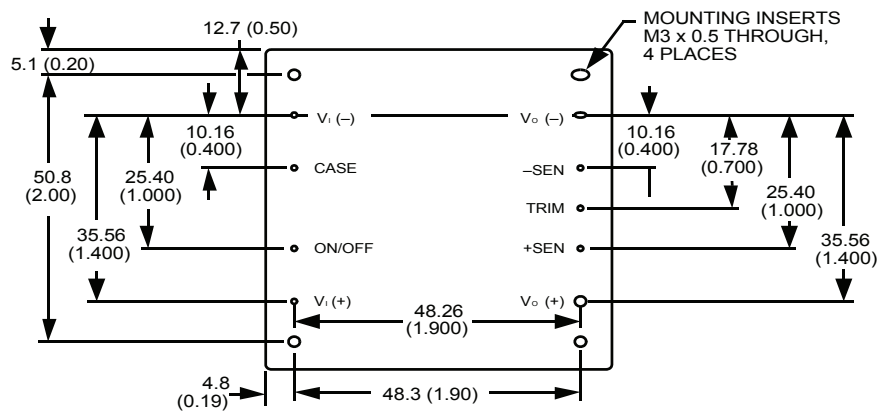 12.7 (0.50)
MOUNTING INSERTS
M3 x 0.5 THROUGH,
4 PLACES
5.1 (0.20)
VI (–)
VO (–)
10.16
(0.400)
10.16
(0.400)
17.78
(0.700)
50.8
(2.00)
25.40
(1.000)
CASE
–SEN
TRIM
25.40
(1.000)
35.56
(1.400)
ON/OFF
+SEN
35.56
(1.400)
VI (+)
VO (+)
48.26
(1.900)
4.8
(0.19)
48.3 (1.90)